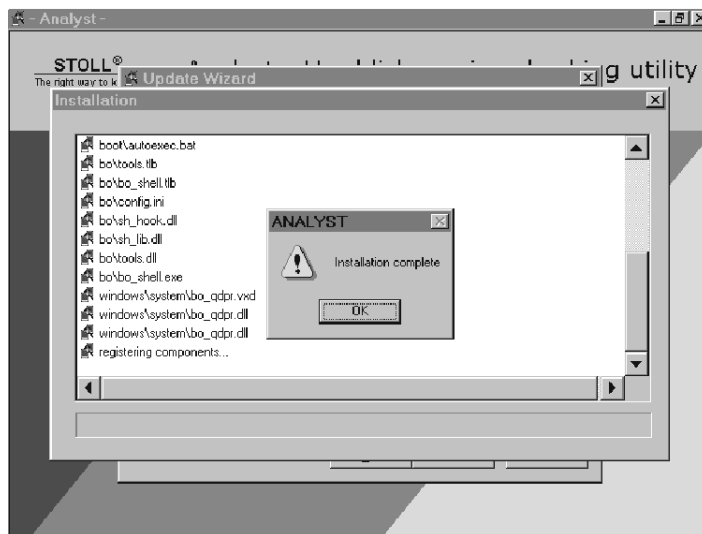 - Analyst -
STOLL®
The right way to k
ing utility
Update Wizard
Installation
boot\autoexec.bat
bo\tools.tlb
bo\bo_shell.tlb
bo\config.ini
bo\sh_hook.dll
bo\sh_lib.dll
bo\tools.dll
bo\bo_shell.exe
windows\system\bo_qdpr.vxd
windows\system\bo_qdpr.dll
windows\system\bo_qdpr.dll
registering components...
ANALYST
Installation complete
OK